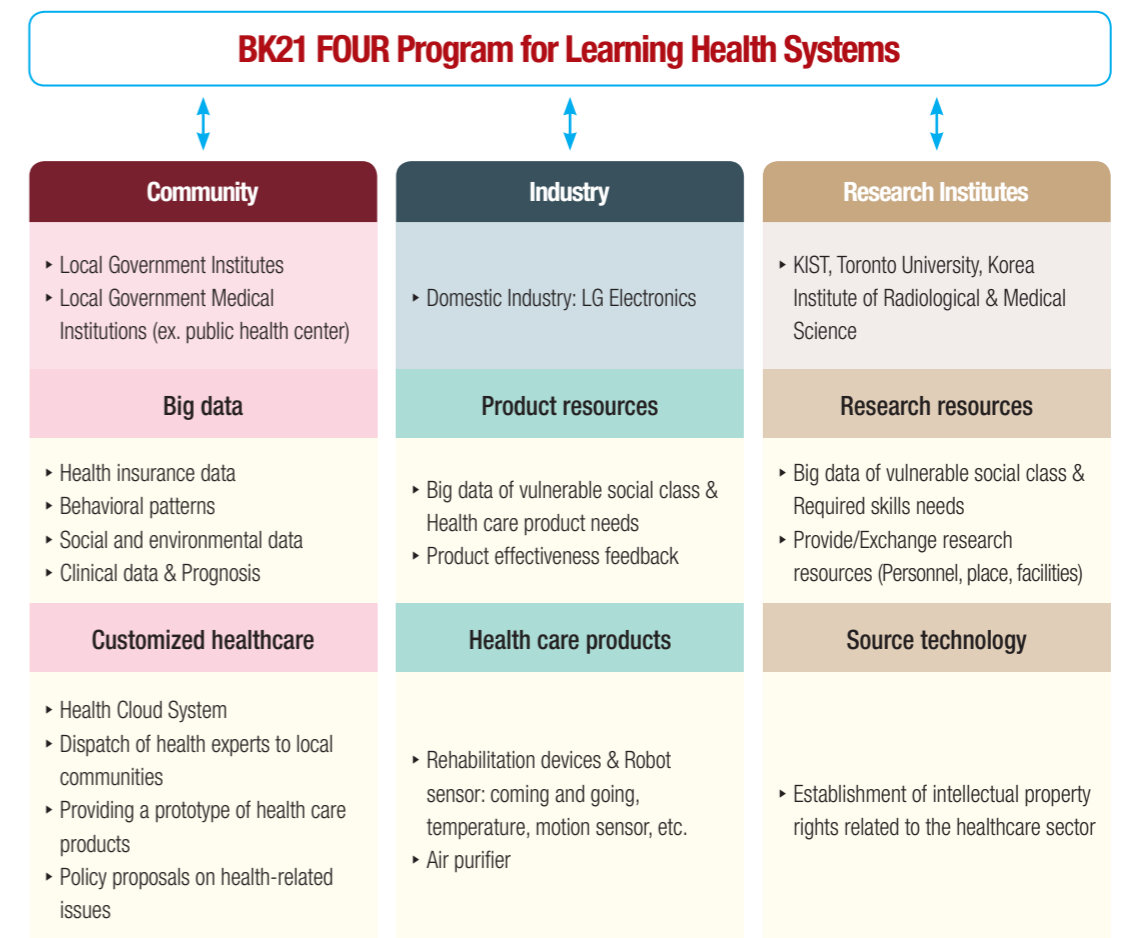 BK21 FOUR Program for Learning Health Systems
Community
‣ Local Government Institutes
‣ Local Government Medical
Institutions (ex. public health center)
Big data
‣ Health insurance data
‣ Behavioral patterns
‣ Social and environmental data
‣ Clinical data & Prognosis
Customized healthcare
‣ Health Cloud System
‣ Dispatch of health experts to local
communities
‣ Providing a prototype of health care
products
‣ Policy proposals on health-related
issues
Industry
‣ Domestic Industry: LG Electronics
Product resources
‣ Big data of vulnerable social class &
Health care product needs
‣ Product effectiveness feedback
Health care products
‣ Rehabilitation devices & Robot
sensor: coming and going,
temperature, motion sensor, etc.
‣ Air purifier
Research Institutes
‣ KIST, Toronto University, Korea
Institute of Radiological & Medical
Science
Research resources
‣ Big data of vulnerable social class &
Required skills needs
‣ Provide/Exchange research
resources (Personnel, place, facilities)
Source technology
‣ Establishment of intellectual property
rights related to the healthcare sector